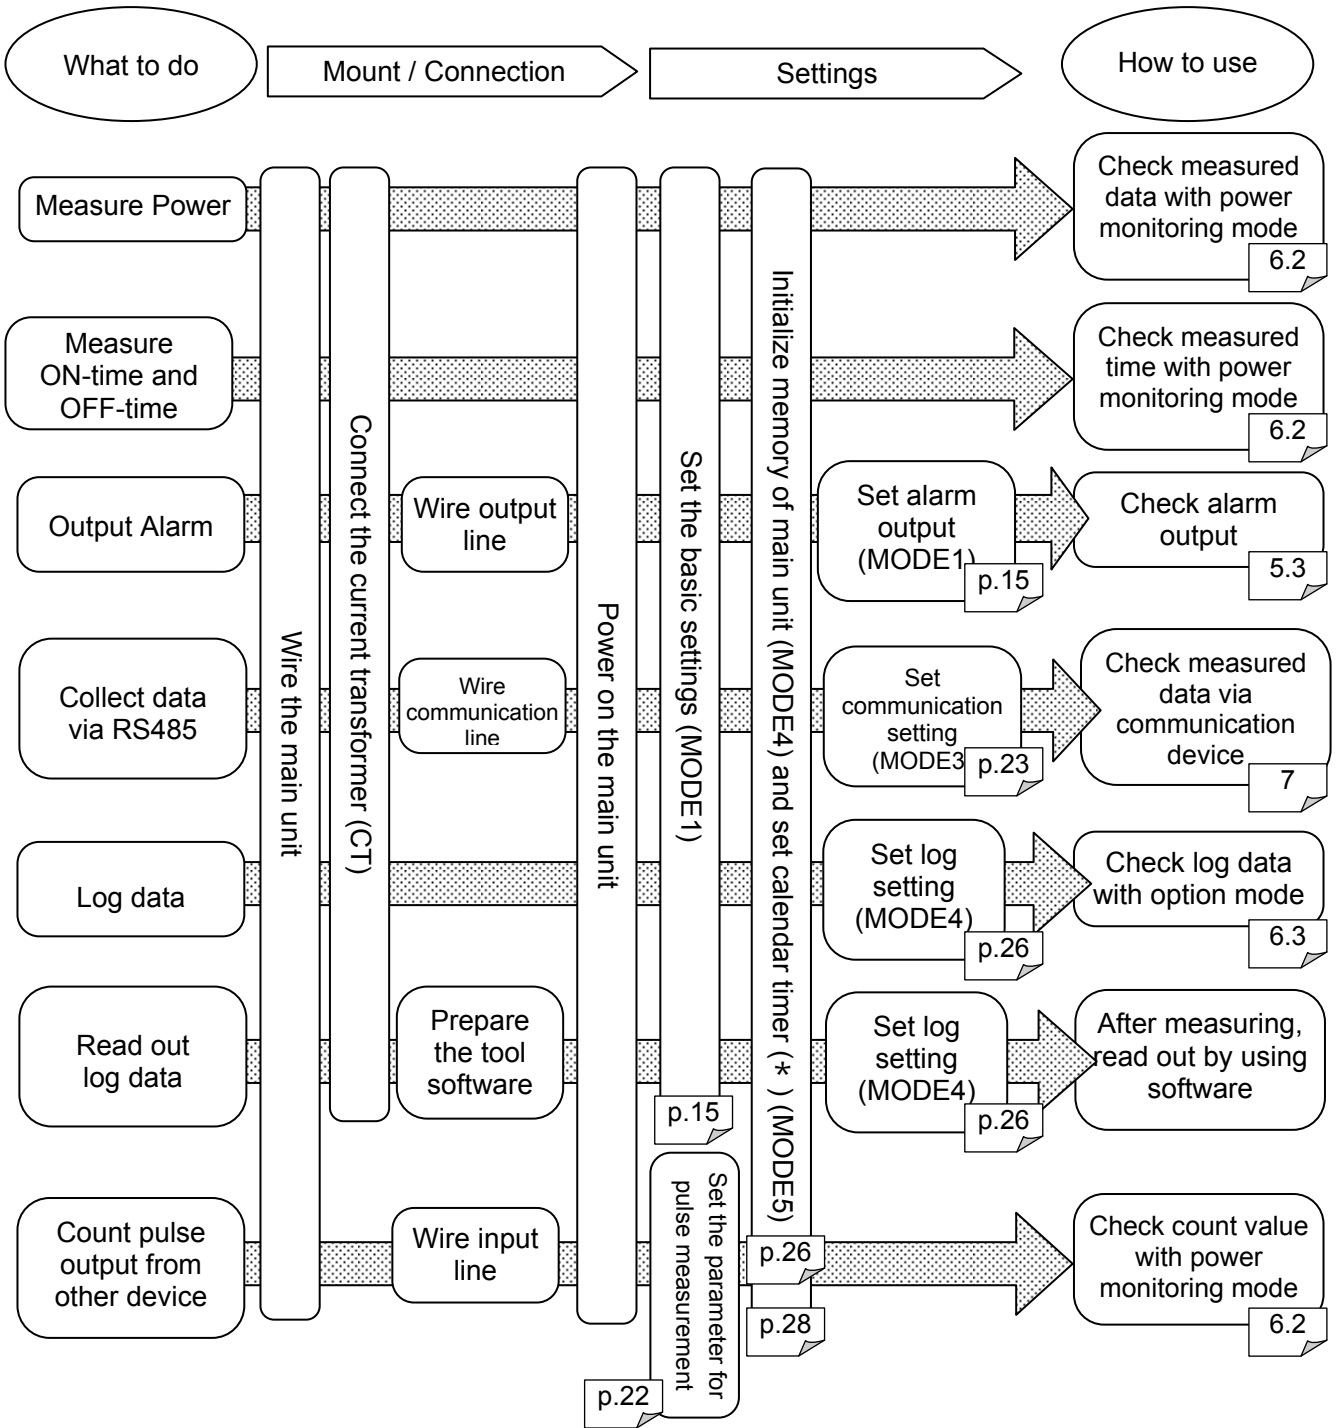 What to do
Mount / Connection
Settings
How to use
Measure Power
Check measured
data with power
monitoring mode
6.2
Measure
ON-time and
OFF-time
Check measured
time with power
monitoring mode
6.2
Output Alarm
Wire output
line
Set alarm
output
(MODE1)
p.15
Check alarm
output
5.3
Collect data
via RS485
Wire
communication
line
Set
communication
setting
(MODE3
p.23
Check measured
data via
communication
device
7
Log data
Set log
setting
(MODE4)
p.26
Check log data
with option mode
6.3
Read out
log data
Prepare
the tool
software
Set log
setting
(MODE4)
p.26
After measuring,
read out by using
software
Count pulse
output from
other device
Wire input
line
Check count value
with power
monitoring mode
6.2
Wire the main unit
Connect the current transformer (CT)
Power on the main unit
Set the basic settings (MODE1)
p.15
Set the parameter for
pulse measurement
p.22
Initialize memory of main unit (MODE4) and set calendar timer (* ) (MODE5)
p.26
p.28